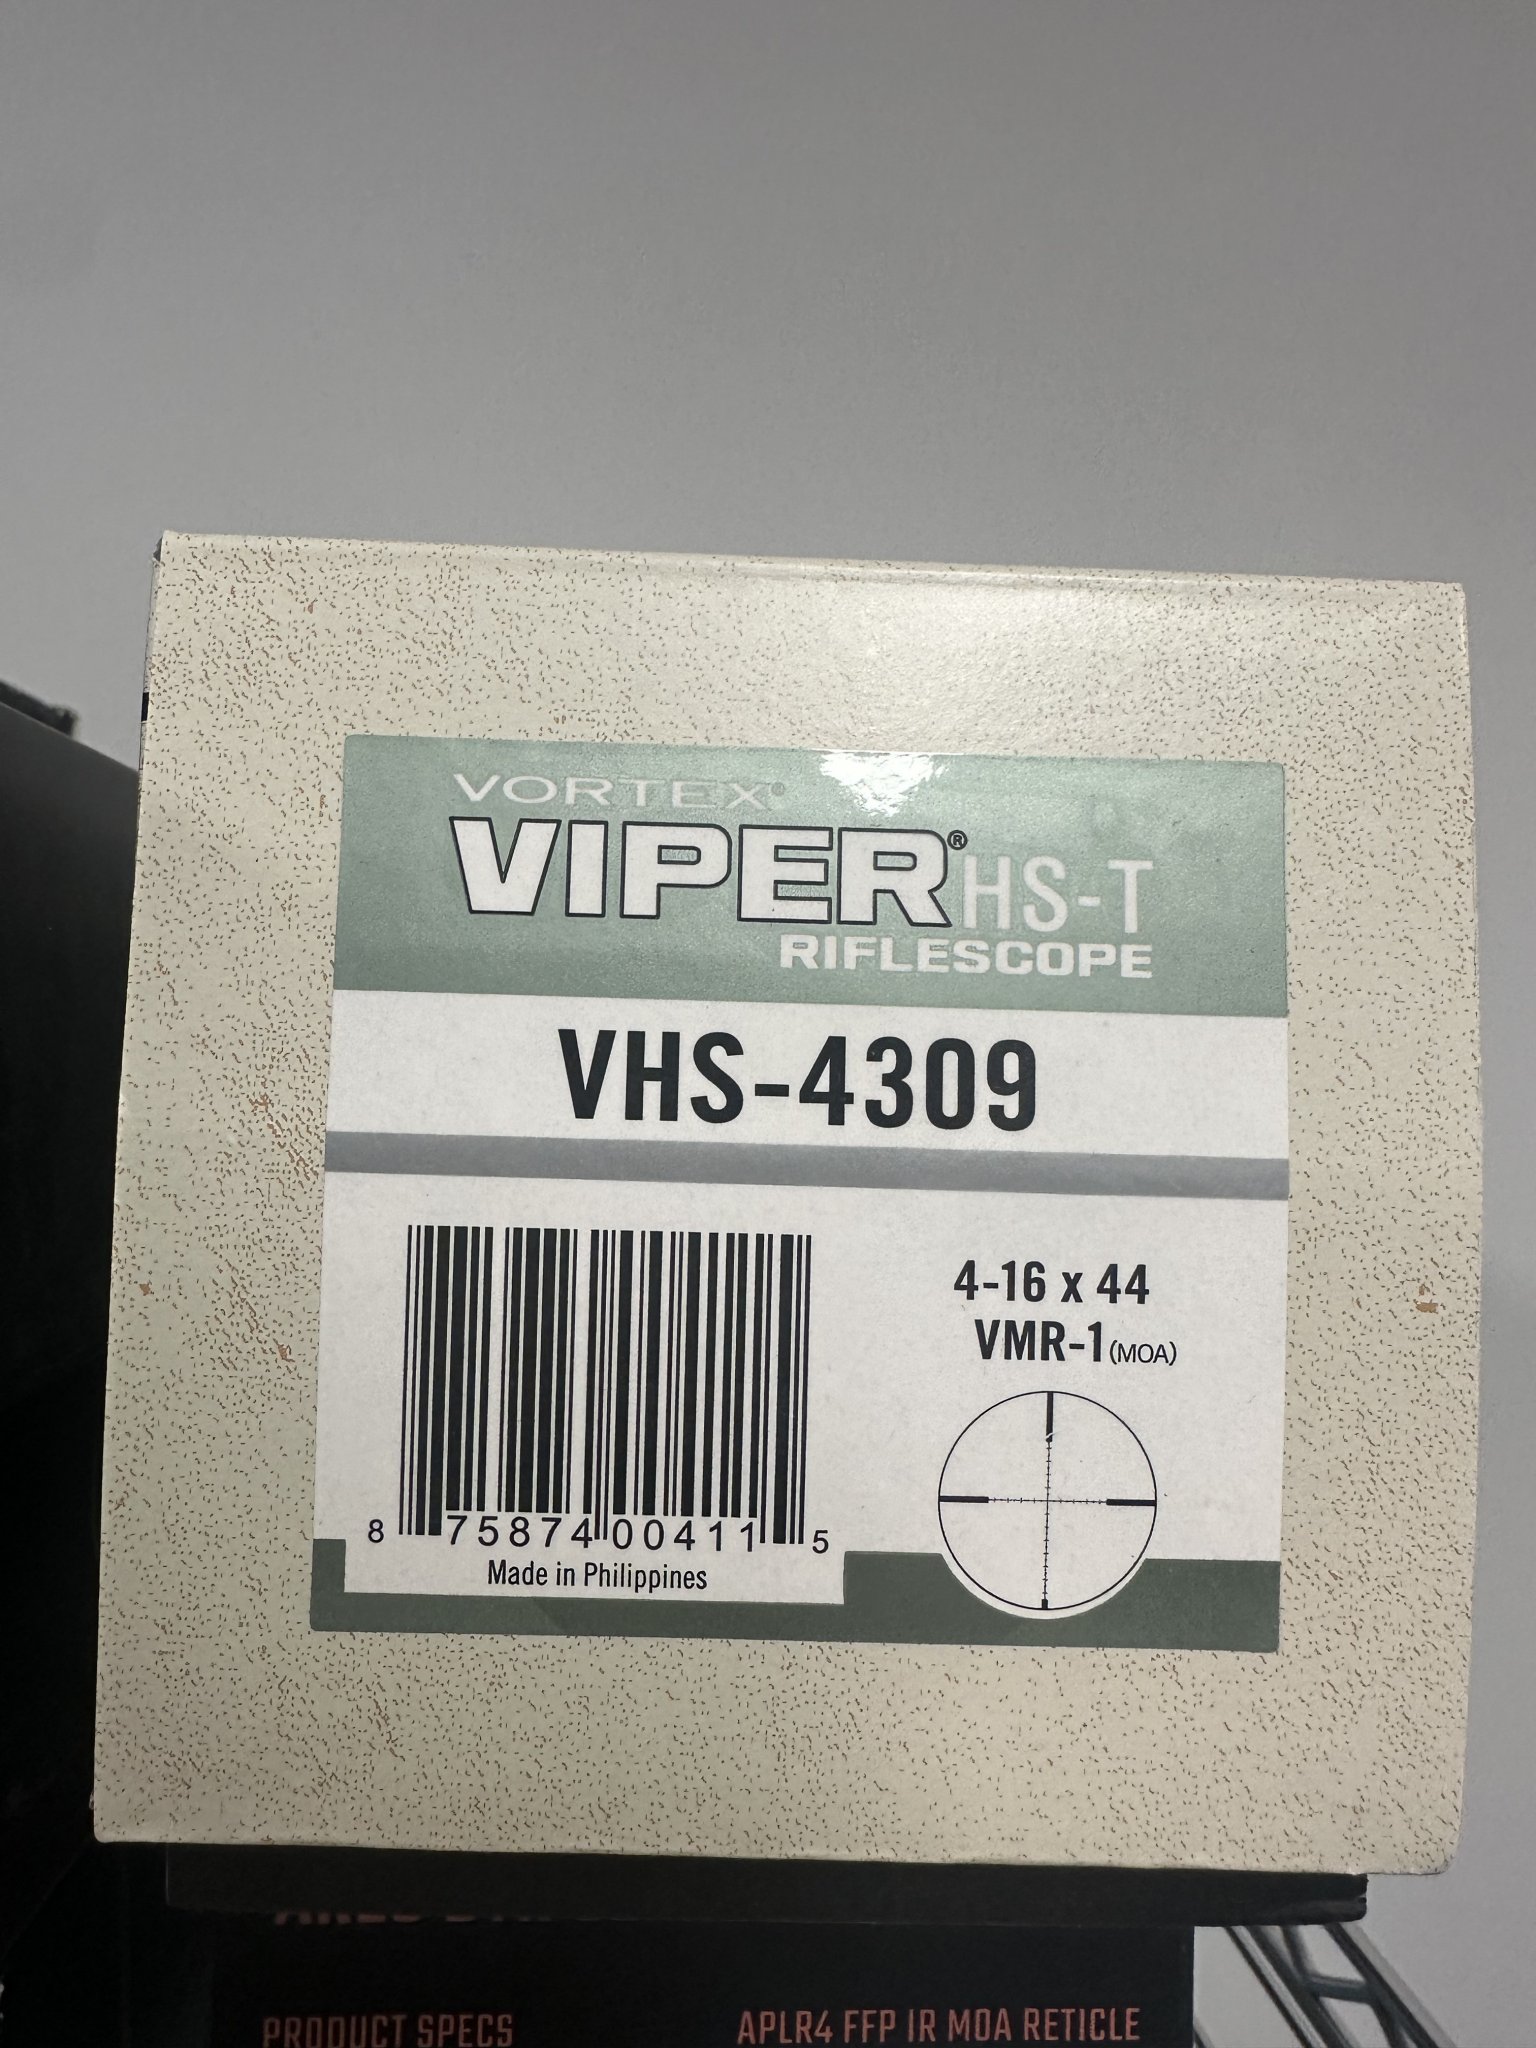 VORTEX®
VIPER® HS-T
RIFLESCOPE
VHS-4309
4-16 x 44
VMR-1(MOA)
8 75874 00411 5
Made in Philippines
PRODUCT SPECS
APLR4 FFP IR MOA RETICLE